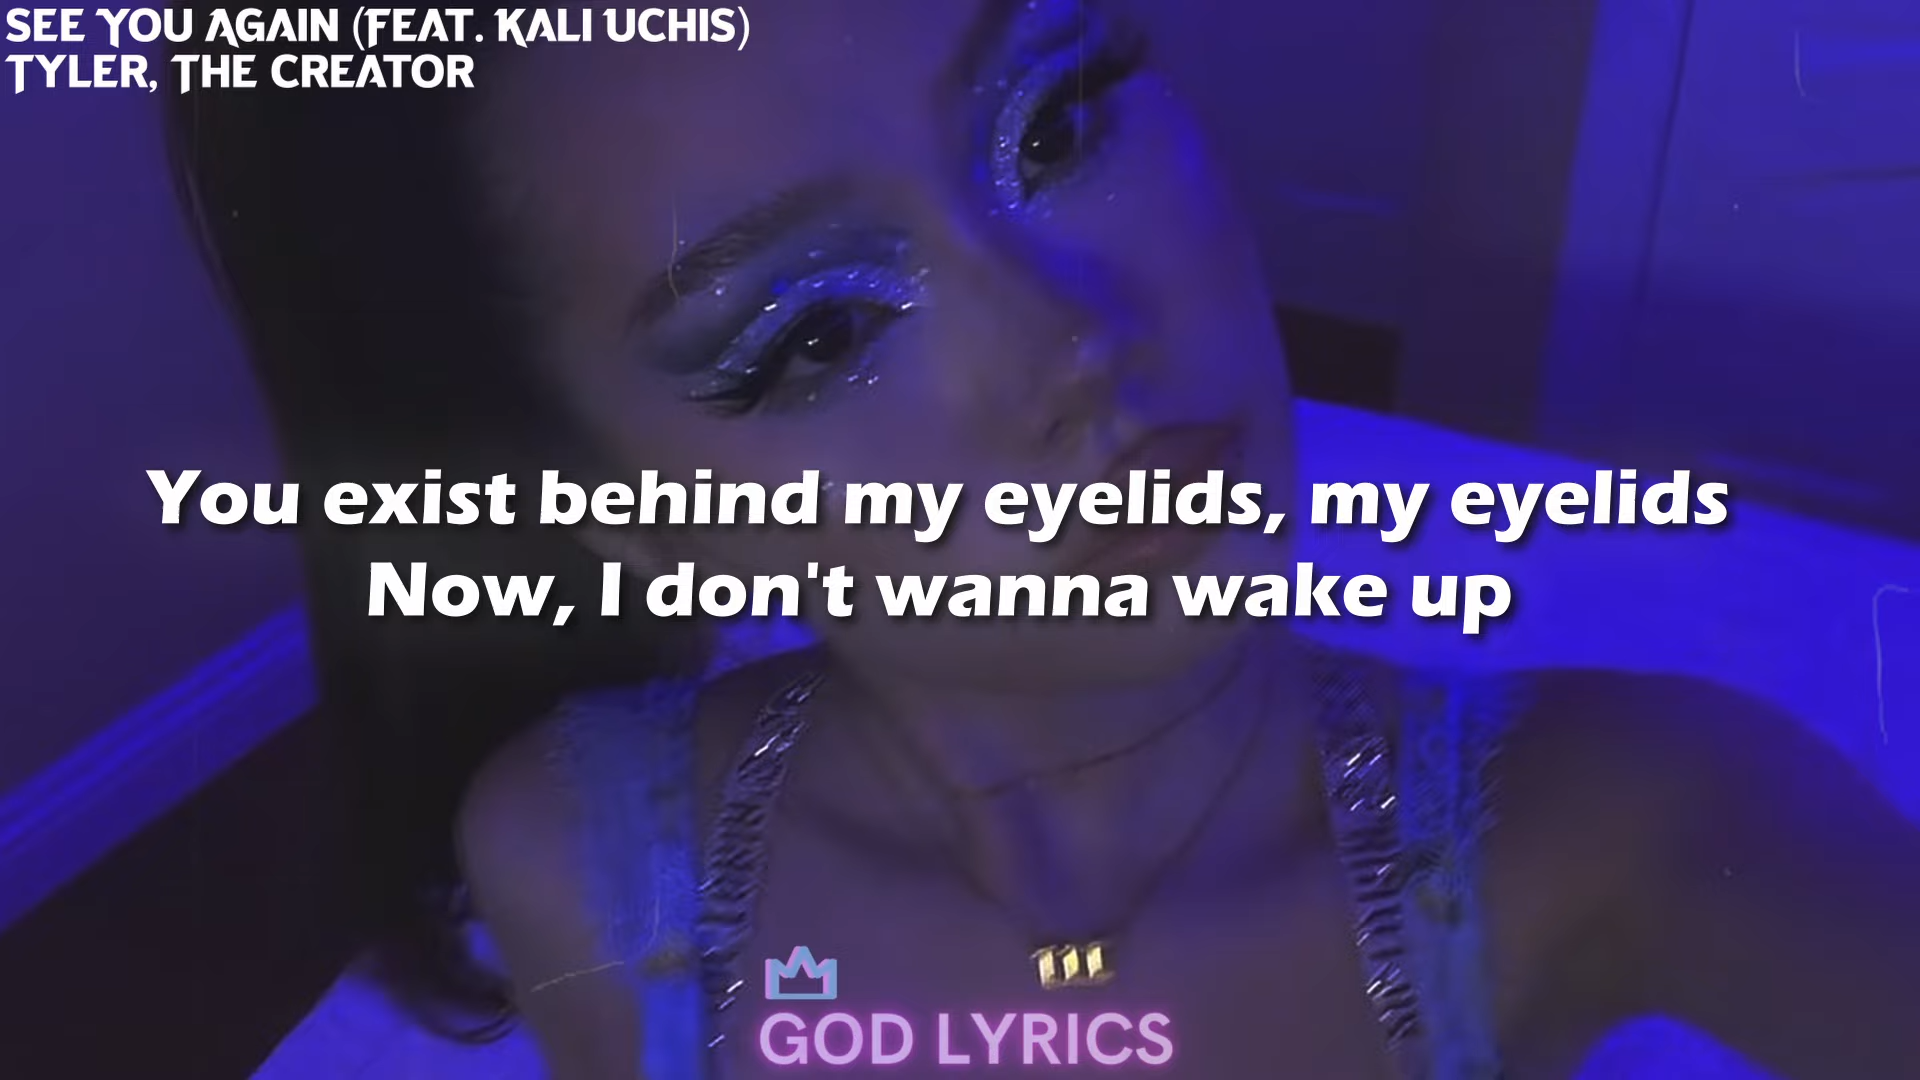 SEE YOU AGAIN (FEAT. KALI UCHIS)
TYLER, THE CREATOR
You exist behind my eyelids, my eyelids
Now, I don't wanna wake up
GOD LYRICS